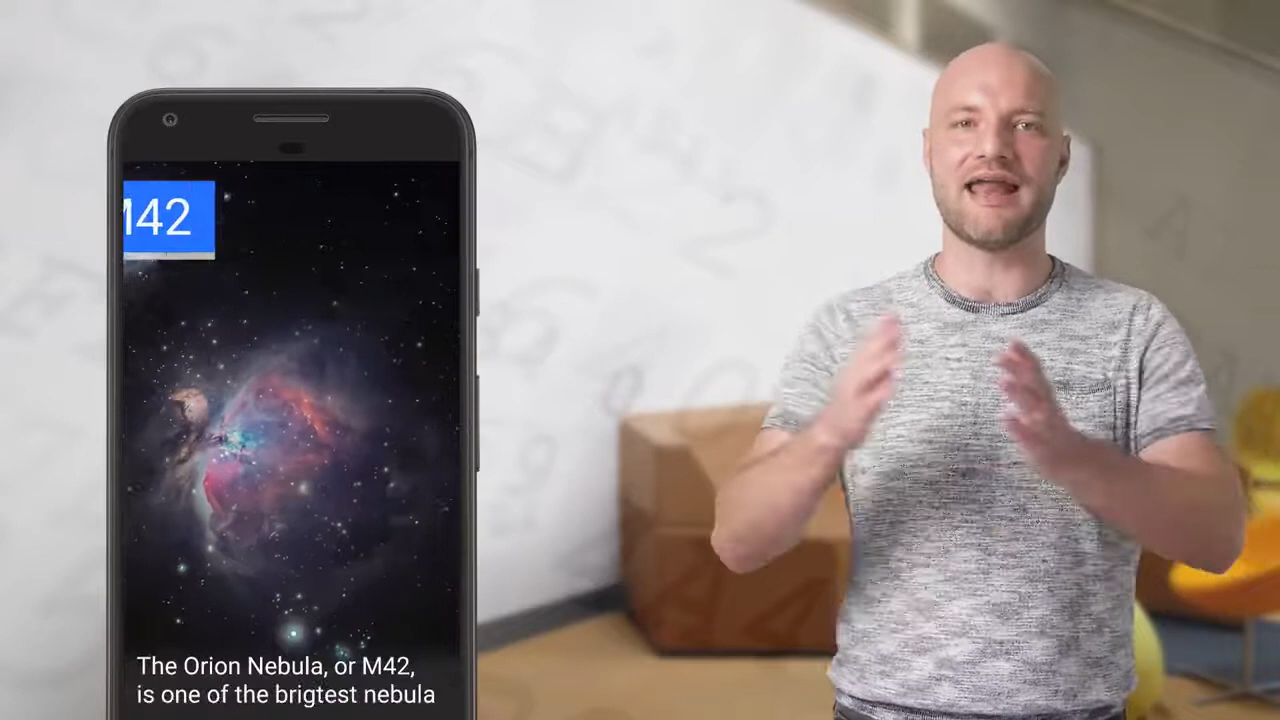 M42
The Orion Nebula, or M42,
is one of the brigtest nebula